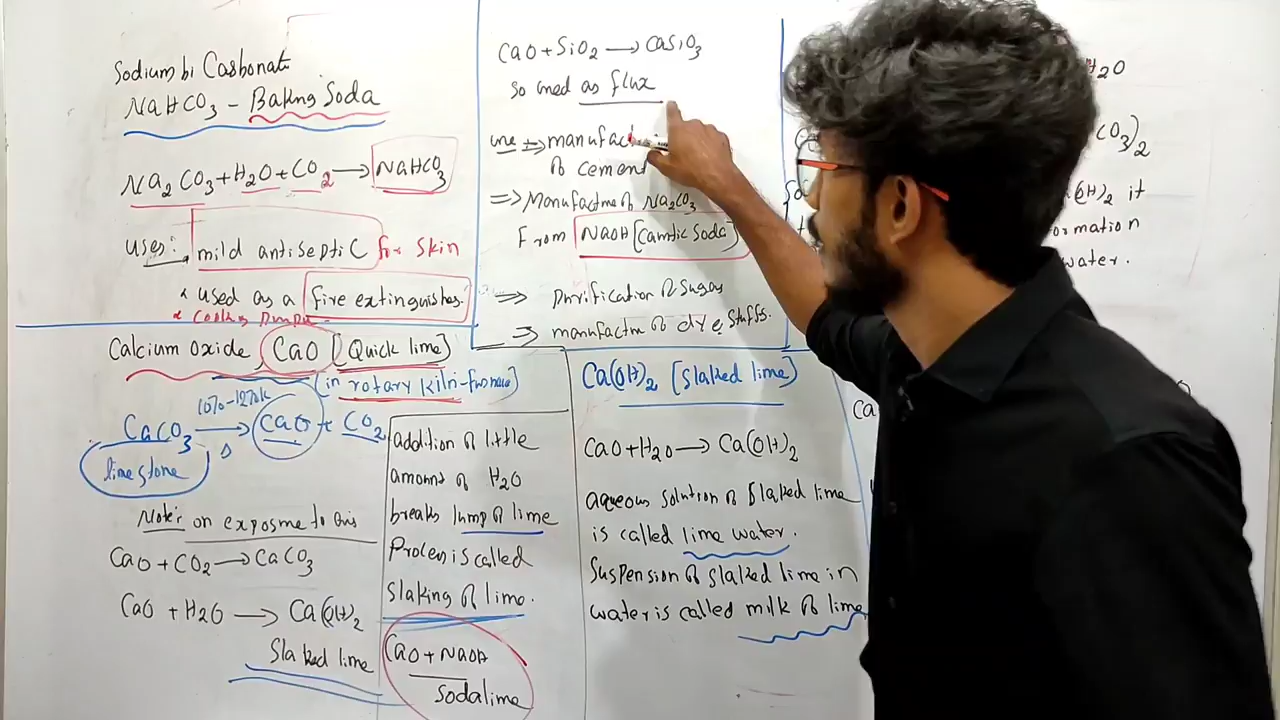 Sodium bi Carbonate
NaHCO3 - Baking Soda
Na2CO3 + H2O + CO2 → NaHCO3
uses: mild antiseptic for skin
used as a fire extinguisher
Calcium Oxide, CaO [Quick lime]
(in rotary kiln-furnace)
CaCO3 → CaO + CO2
1070-1270K
Δ
limestone
Note:- on exposure to air
CaO + CO2 → CaCO3
CaO + H2O → Ca(OH)2
Slaked lime
addition of little
amount of H2O
breaks lump of lime
Process is called
slaking of lime.
CaO + NaOH
Sodalime
CaO + SiO2 → CaSiO3
so used as flux
use → manufac
of cement
⇒ Manufacture of Na2CO3
From NaOH [Caustic Soda]
⇒ Purification of Sugar
⇒ manufactur of dye stuffs.
Ca(OH)2 [Slaked lime]
CaO + H2O → Ca(OH)2
aqueous solution of Slaked lime
is called lime water.
Suspension of slaked lime in
water is called milk of lime
H2O
CO3)2
(OH)2 it
ormation
water.
Ca